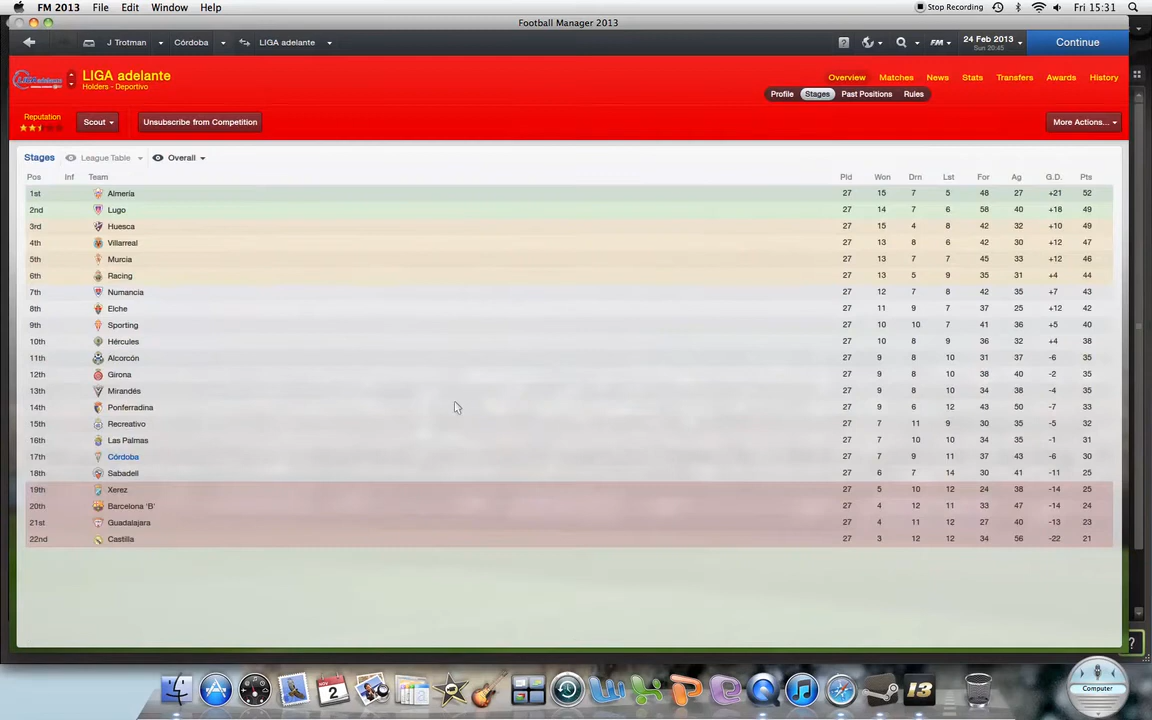 FM 2013 File Edit Window Help Stop Recording Fri 15:31
Football Manager 2013
J Trotman Córdoba LIGA adelante ? FM 24 Feb 2013 Continue
Sun 20:45
LIGA adelante Overview Matches News Stats Transfers Awards History
Holders - Deportivo
Profile Stages Past Positions Rules
Reputation
Scout Unsubscribe from Competition More Actions...
Stages League Table Overall
Pos Inf Team Pld Won Drn Lst For Ag G.D. Pts
1st Almería 27 15 7 5 48 27 +21 52
2nd Lugo 27 14 7 6 58 40 +18 49
3rd Huesca 27 15 4 8 42 32 +10 49
4th Villarreal 27 13 8 6 42 30 +12 47
5th Murcia 27 13 7 7 45 33 +12 46
6th Racing 27 13 5 9 35 31 +4 44
7th Numancia 27 12 7 8 42 35 +7 43
8th Elche 27 11 9 7 37 25 +12 42
9th Sporting 27 10 10 7 41 36 +5 40
10th Hércules 27 10 8 9 36 32 +4 38
11th Alcorcón 27 9 8 10 31 37 -6 35
12th Girona 27 9 8 10 38 40 -2 35
13th Mirandés 27 9 8 10 34 38 -4 35
14th Ponferradina 27 9 6 12 43 50 -7 33
15th Recreativo 27 7 11 9 30 35 -5 32
16th Las Palmas 27 7 10 10 34 35 -1 31
17th Córdoba 27 7 9 11 37 43 -6 30
18th Sabadell 27 6 7 14 30 41 -11 25
19th Xerez 27 5 10 12 24 38 -14 25
20th Barcelona 'B' 27 4 12 11 33 47 -14 24
21st Guadalajara 27 4 11 12 27 40 -13 23
22nd Castilla 27 3 12 12 34 56 -22 21
?
NOV
2
13
Computer